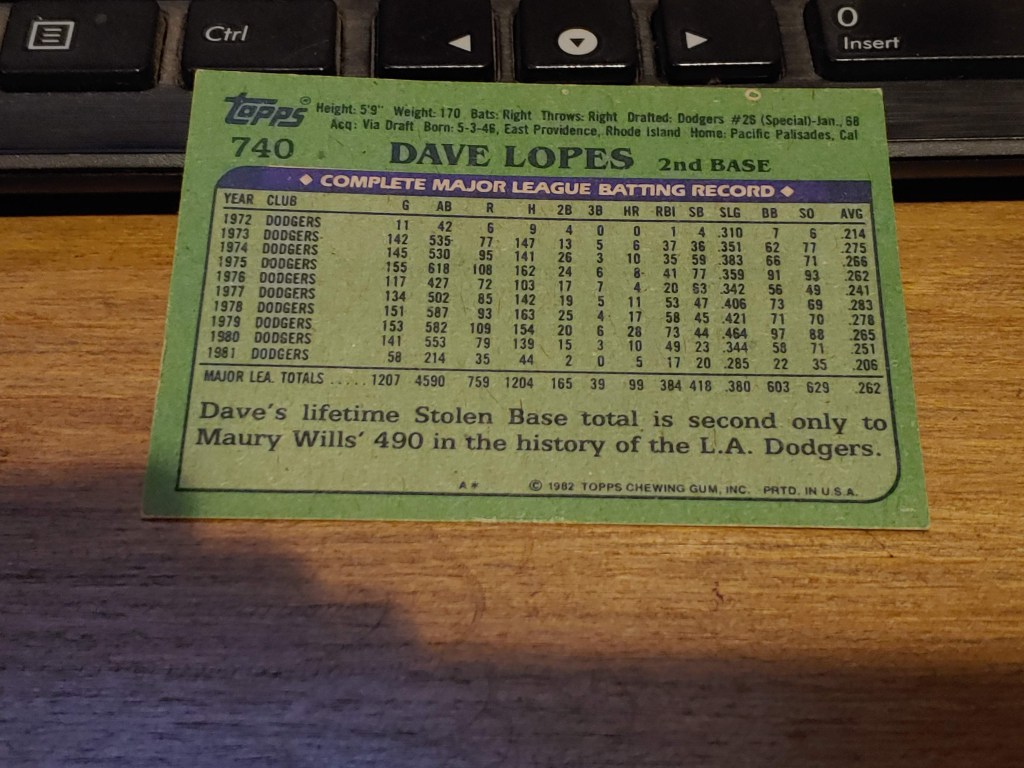 Ctrl
0
Insert
topps® Height: 5'9" Weight: 170 Bats: Right Throws: Right Drafted: Dodgers #26 (Special)-Jan., 68
Acq: Via Draft Born: 5-3-46, East Providence, Rhode Island Home: Pacific Palisades, Cal
740 DAVE LOPES 2nd BASE
◆ COMPLETE MAJOR LEAGUE BATTING RECORD ◆
YEAR CLUB G AB R H 2B 3B HR RBI SB SLG BB SO AVG
1972 DODGERS 11 42 6 9 4 0 0 1 4 .310 7 6 .214
1973 DODGERS 142 535 77 147 13 5 6 37 36 .351 62 77 .275
1974 DODGERS 145 530 95 141 26 3 10 35 59 .383 66 71 .266
1975 DODGERS 155 618 108 162 24 6 8 41 77 .359 91 93 .262
1976 DODGERS 117 427 72 103 17 7 4 20 63 .342 56 49 .241
1977 DODGERS 134 502 85 142 19 5 11 53 47 .406 73 69 .283
1978 DODGERS 151 587 93 163 25 4 17 58 45 .421 71 70 .278
1979 DODGERS 153 582 109 154 20 6 28 73 44 .464 97 88 .265
1980 DODGERS 141 553 79 139 15 3 10 49 23 .344 58 71 .251
1981 DODGERS 58 214 35 44 2 0 5 17 20 .285 22 35 .206
MAJOR LEA. TOTALS ..... 1207 4590 759 1204 165 39 99 384 418 .380 603 629 .262
Dave's lifetime Stolen Base total is second only to
Maury Wills' 490 in the history of the L.A. Dodgers.
A* © 1982 TOPPS CHEWING GUM, INC. PRTD. IN U.S.A.